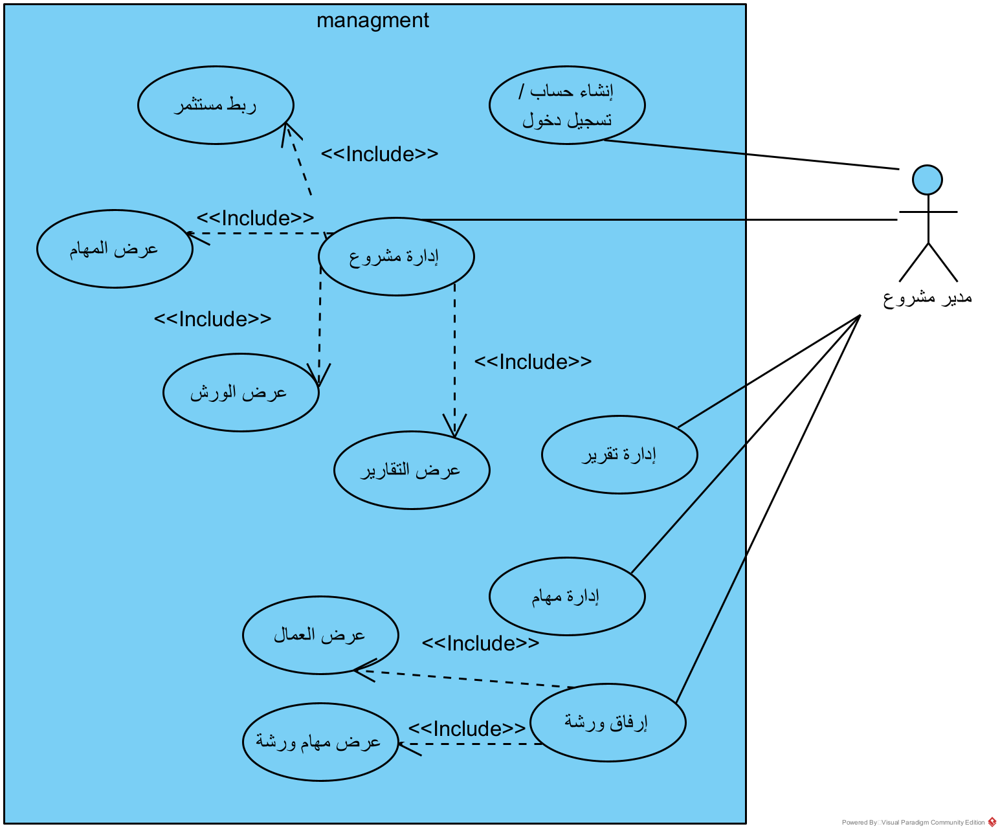 managment
إنشاء حساب /
تسجيل دخول
ربط مستثمر
<<Include>>
<<Include>>
عرض المهام
إدارة مشروع
مدير مشروع
<<Include>>
<<Include>>
عرض الورش
إدارة تقرير
عرض التقارير
إدارة مهام
عرض العمال
<<Include>>
إرفاق ورشة
<<Include>>
عرض مهام ورشة
Powered By Visual Paradigm Community Edition